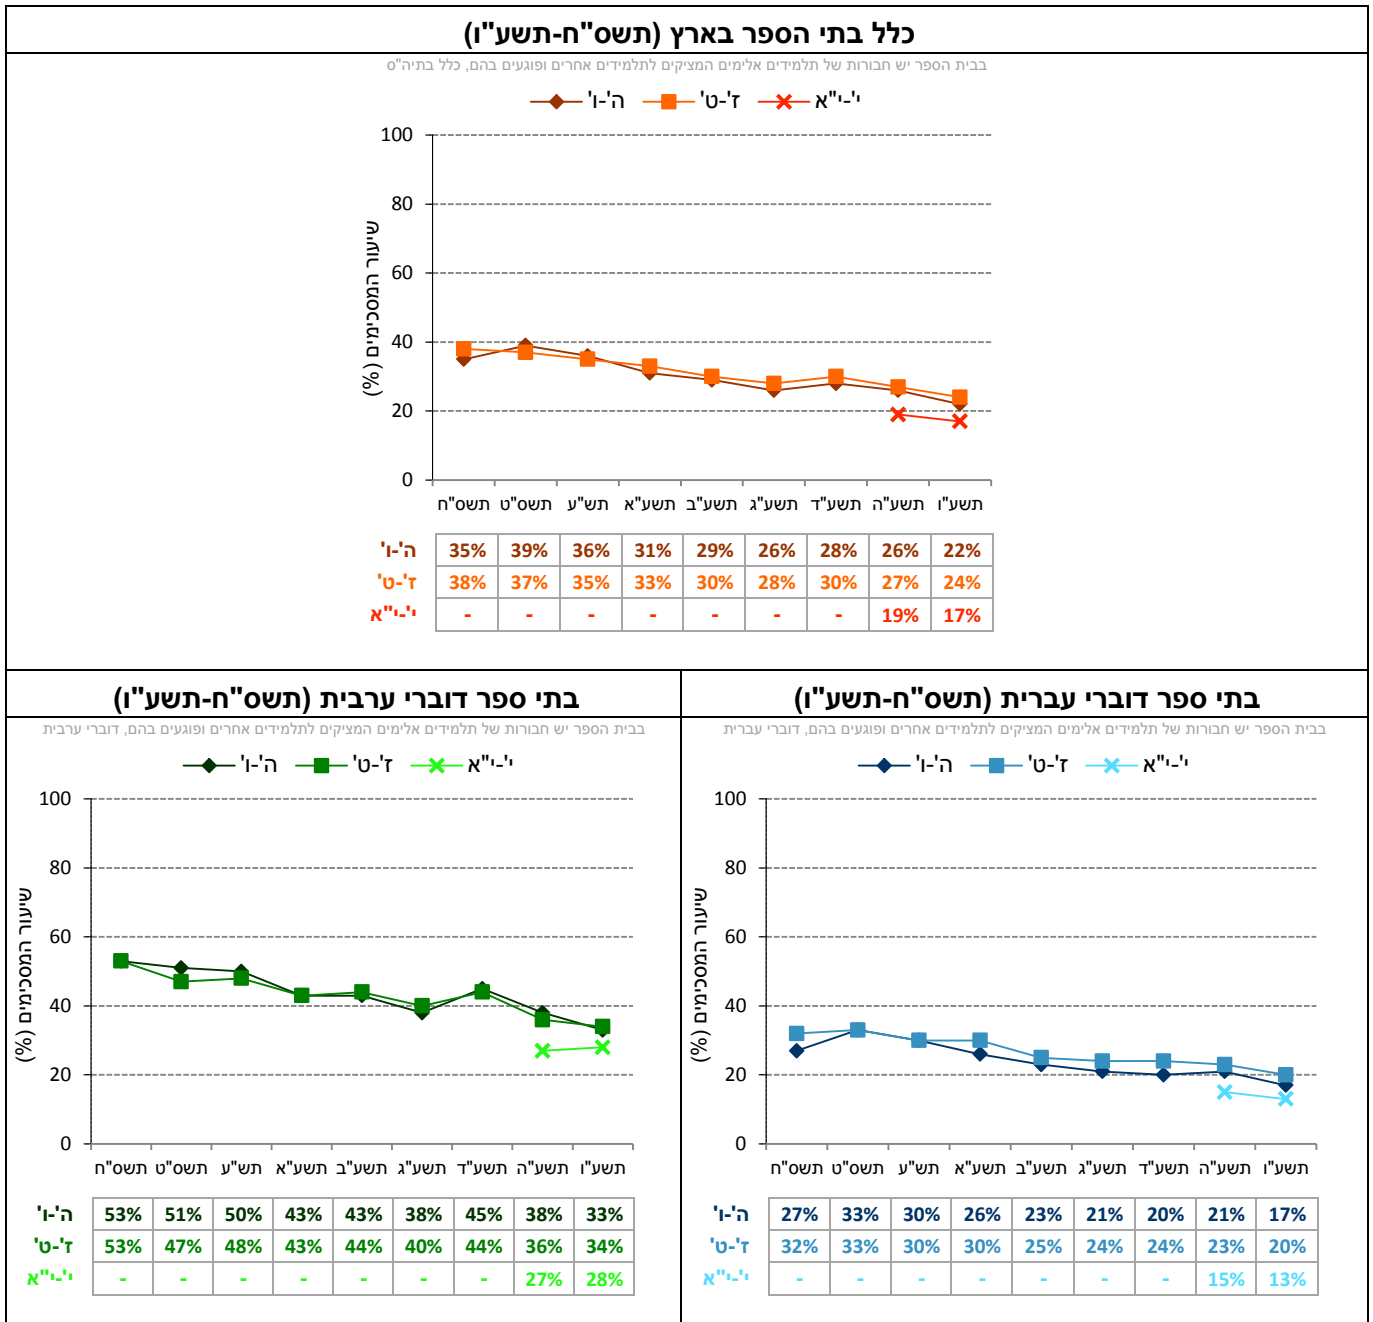 כלל בתי הספר בארץ (תשס"ח-תשע"ו)
בבית הספר יש חבורות של תלמידים אלימים המציקים לתלמידים אחרים ופוגעים בהם, כלל בתיה"ס
ה'-ו' ז'-ט' י'-י"א
שיעור המסכימים (%)
100
80
60
40
20
0
תשס"ח תשס"ט תש"ע תשע"א תשע"ב תשע"ג תשע"ד תשע"ה תשע"ו
ה'-ו' 35% 39% 36% 31% 29% 26% 28% 26% 22%
ז'-ט' 38% 37% 35% 33% 30% 28% 30% 27% 24%
י'-י"א - - - - - - - 19% 17%
בתי ספר דוברי עברית (תשס"ח-תשע"ו)
בבית הספר יש חבורות של תלמידים אלימים המציקים לתלמידים אחרים ופוגעים בהם, דוברי עברית
ה'-ו' ז'-ט' י'-י"א
שיעור המסכימים (%)
100
80
60
40
20
0
תשס"ח תשס"ט תש"ע תשע"א תשע"ב תשע"ג תשע"ד תשע"ה תשע"ו
ה'-ו' 27% 33% 30% 26% 23% 21% 20% 21% 17%
ז'-ט' 32% 33% 30% 30% 25% 24% 24% 23% 20%
י'-י"א - - - - - - - 15% 13%
בתי ספר דוברי ערבית (תשס"ח-תשע"ו)
בבית הספר יש חבורות של תלמידים אלימים המציקים לתלמידים אחרים ופוגעים בהם, דוברי ערבית
ה'-ו' ז'-ט' י'-י"א
שיעור המסכימים (%)
100
80
60
40
20
0
תשס"ח תשס"ט תש"ע תשע"א תשע"ב תשע"ג תשע"ד תשע"ה תשע"ו
ה'-ו' 53% 51% 50% 43% 43% 38% 45% 38% 33%
ז'-ט' 53% 47% 48% 43% 44% 40% 44% 36% 34%
י'-י"א - - - - - - - 27% 28%